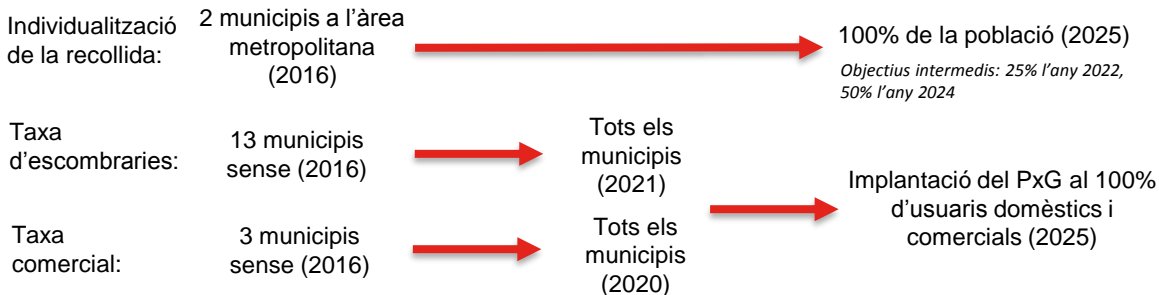 Individualització
de la recollida:
2 municipis a l'àrea
metropolitana
(2016)
100% de la població (2025)
Objectius intermedis: 25% l'any 2022,
50% l'any 2024
Taxa
d'escombraries:
13 municipis
sense (2016)
Tots els
municipis
(2021)
Taxa
comercial:
3 municipis
sense (2016)
Tots els
municipis
(2020)
Implantació del PxG al 100%
d'usuaris domèstics i
comercials (2025)